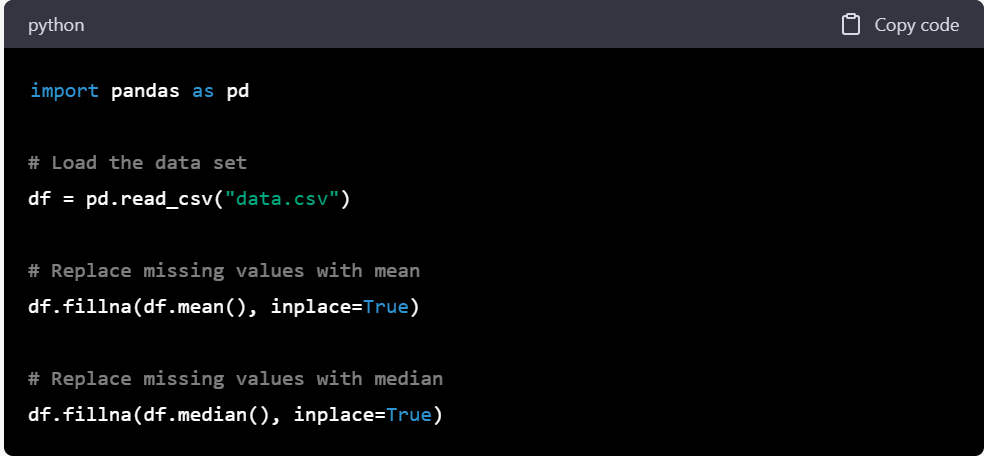 python
Copy code
import pandas as pd
# Load the data set
df = pd.read_csv("data.csv")
# Replace missing values with mean
df.fillna(df.mean(), inplace=True)
# Replace missing values with median
df.fillna(df.median(), inplace=True)